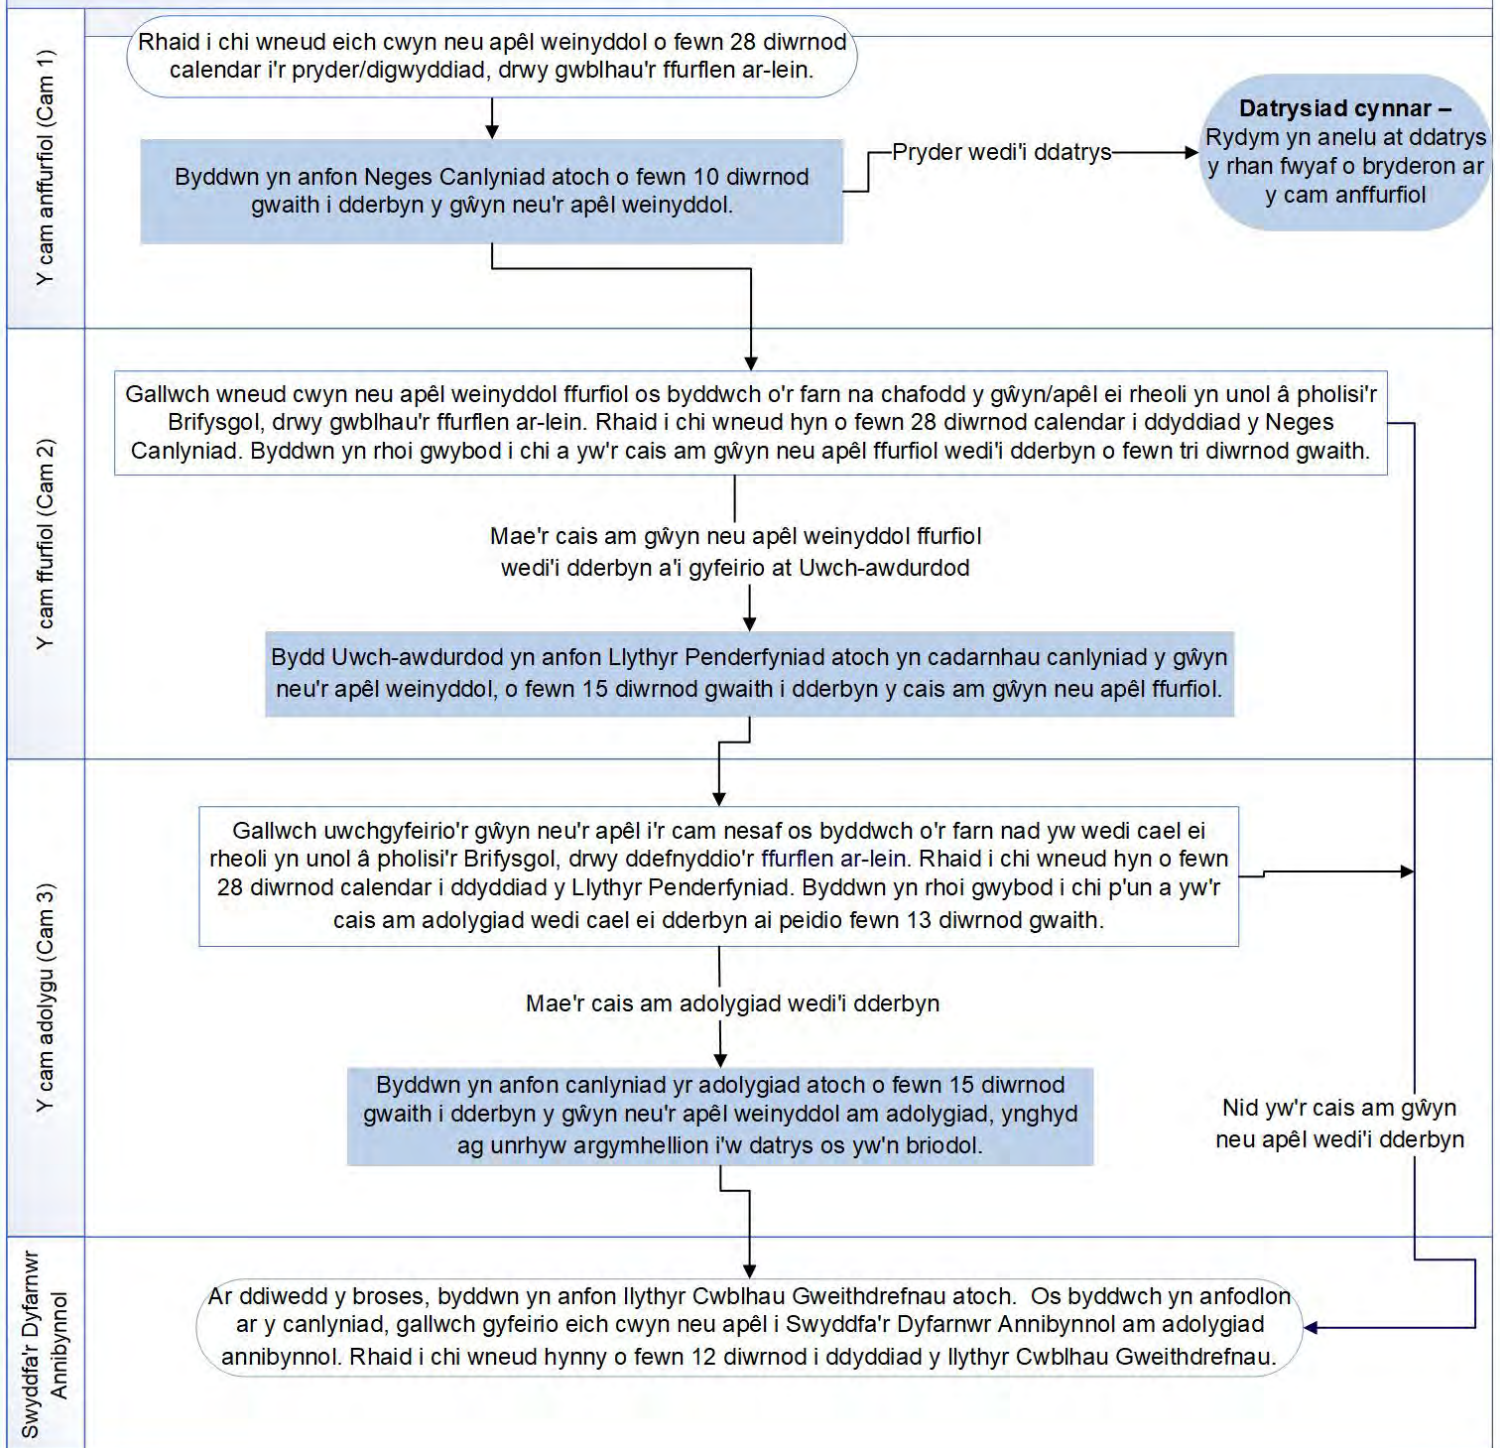 Y cam anffurfiol (Cam 1)
Rhaid i chi wneud eich cwyn neu apêl weinyddol o fewn 28 diwrnod
calendar i'r pryder/digwyddiad, drwy gwblhau'r ffurflen ar-lein.
Byddwn yn anfon Neges Canlyniad atoch o fewn 10 diwrnod
gwaith i dderbyn y gŵyn neu'r apêl weinyddol.
Pryder wedi'i ddatrys
Datrysiad cynnar –
Rydym yn anelu at ddatrys
y rhan fwyaf o bryderon ar
y cam anffurfiol
Y cam ffurfiol (Cam 2)
Gallwch wneud cwyn neu apêl weinyddol ffurfiol os byddwch o'r farn na chafodd y gŵyn/apêl ei rheoli yn unol â pholisi'r
Brifysgol, drwy gwblhau'r ffurflen ar-lein. Rhaid i chi wneud hyn o fewn 28 diwrnod calendar i ddyddiad y Neges
Canlyniad. Byddwn yn rhoi gwybod i chi a yw'r cais am gŵyn neu apêl ffurfiol wedi'i dderbyn o fewn tri diwrnod gwaith.
Mae'r cais am gŵyn neu apêl weinyddol ffurfiol
wedi'i dderbyn a'i gyfeirio at Uwch-awdurdod
Bydd Uwch-awdurdod yn anfon Llythyr Penderfyniad atoch yn cadarnhau canlyniad y gŵyn
neu'r apêl weinyddol, o fewn 15 diwrnod gwaith i dderbyn y cais am gŵyn neu apêl ffurfiol.
Y cam adolygu (Cam 3)
Gallwch uwchgyfeirio'r gŵyn neu'r apêl i'r cam nesaf os byddwch o'r farn nad yw wedi cael ei
rheoli yn unol â pholisi'r Brifysgol, drwy ddefnyddio'r ffurflen ar-lein. Rhaid i chi wneud hyn o fewn
28 diwrnod calendar i ddyddiad y Llythyr Penderfyniad. Byddwn yn rhoi gwybod i chi p'un a yw'r
cais am adolygiad wedi cael ei dderbyn ai peidio fewn 13 diwrnod gwaith.
Mae'r cais am adolygiad wedi'i dderbyn
Byddwn yn anfon canlyniad yr adolygiad atoch o fewn 15 diwrnod
gwaith i dderbyn y gŵyn neu'r apêl weinyddol am adolygiad, ynghyd
ag unrhyw argymhellion i'w datrys os yw'n briodol.
Nid yw'r cais am gŵyn
neu apêl wedi'i dderbyn
Swyddfa'r Dyfarnwr
Annibynnol
Ar ddiwedd y broses, byddwn yn anfon llythyr Cwblhau Gweithdrefnau atoch. Os byddwch yn anfodlon
ar y canlyniad, gallwch gyfeirio eich cwyn neu apêl i Swyddfa'r Dyfarnwr Annibynnol am adolygiad
annibynnol. Rhaid i chi wneud hynny o fewn 12 diwrnod i ddyddiad y llythyr Cwblhau Gweithdrefnau.